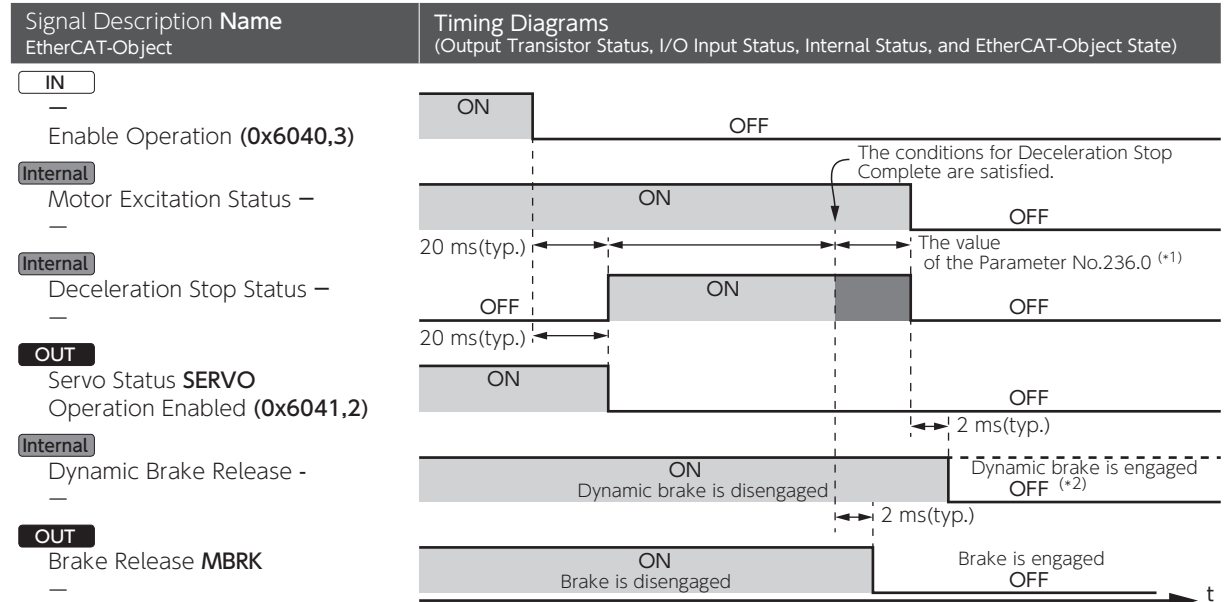 Signal Description Name
EtherCAT-Object
Timing Diagrams
(Output Transistor Status, I/O Input Status, Internal Status, and EtherCAT-Object State)
IN
—
Enable Operation (0x6040,3)
ON
OFF
Internal
Motor Excitation Status —
—
ON
The conditions for Deceleration Stop
Complete are satisfied.
OFF
20 ms(typ.)
The value
of the Parameter No.236.0 (*1)
Internal
Deceleration Stop Status —
—
OFF
ON
OFF
20 ms(typ.)
OUT
Servo Status SERVO
Operation Enabled (0x6041,2)
ON
OFF
2 ms(typ.)
Internal
Dynamic Brake Release -
—
ON
Dynamic brake is disengaged
Dynamic brake is engaged
OFF (*2)
2 ms(typ.)
OUT
Brake Release MBRK
—
ON
Brake is disengaged
Brake is engaged
OFF
t